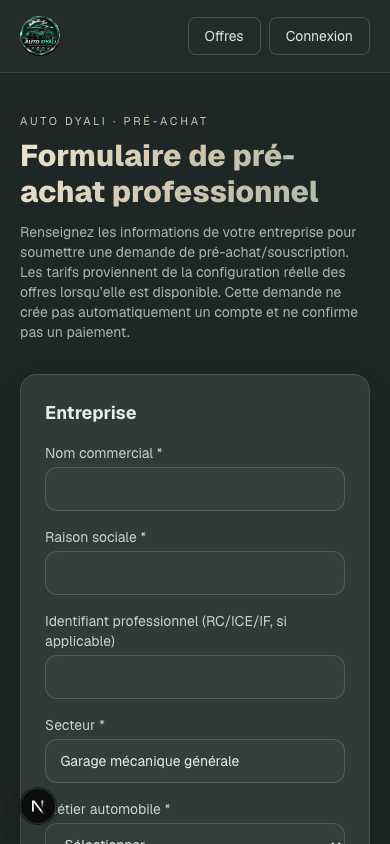 AUTO DYALI
Offres
Connexion
AUTO DYALI · PRÉ-ACHAT
Formulaire de pré-
achat professionnel
Renseignez les informations de votre entreprise pour
soumettre une demande de pré-achat/souscription.
Les tarifs proviennent de la configuration réelle des
offres lorsqu'elle est disponible. Cette demande ne
crée pas automatiquement un compte et ne confirme
pas un paiement.
Entreprise
Nom commercial *
Raison sociale *
Identifiant professionnel (RC/ICE/IF, si
applicable)
Secteur *
Garage mécanique générale
N
étier automobile *
Sélectionner